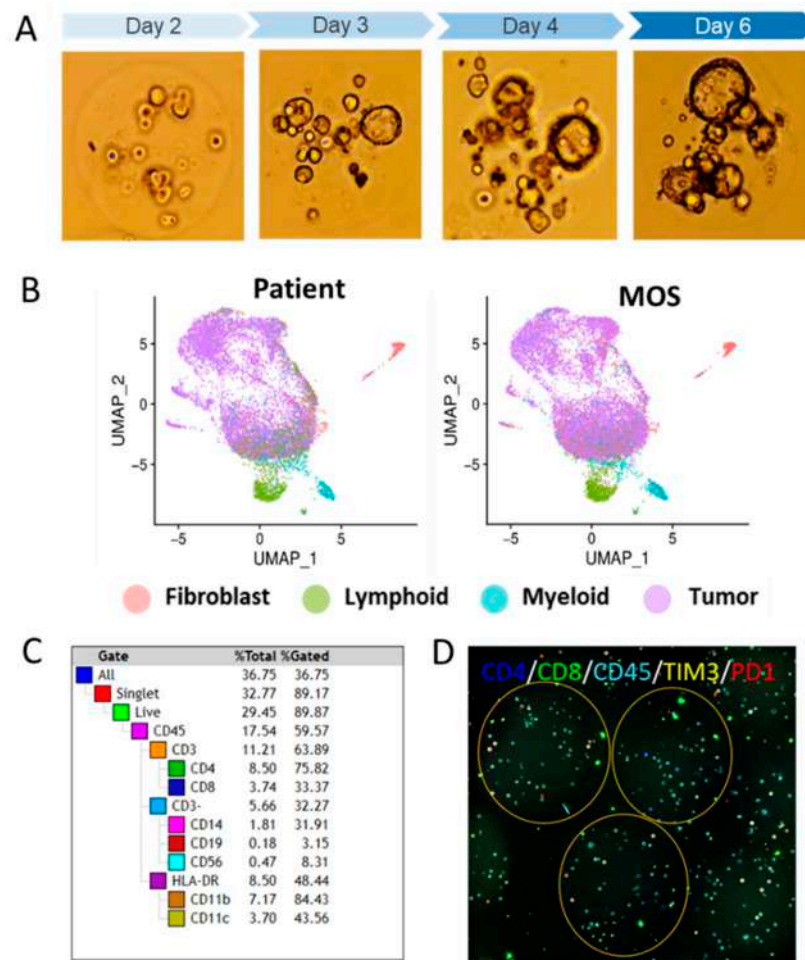 A
Day 2 Day 3 Day 4 Day 6
B
Patient MOS
UMAP_2 UMAP_2
5 5
0 0
−5 −5
−5 0 5 −5 0 5
UMAP_1 UMAP_1
Fibroblast Lymphoid Myeloid Tumor
C
Gate %Total %Gated
All 36.75 36.75
Singlet 32.77 89.17
Live 29.45 89.87
CD45 17.54 59.57
CD3 11.21 63.89
CD4 8.50 75.82
CD8 3.74 33.37
CD3- 5.66 32.27
CD14 1.81 31.91
CD19 0.18 3.15
CD56 0.47 8.31
HLA-DR 8.50 48.44
CD11b 7.17 84.43
CD11c 3.70 43.56
D
CD4/CD8/CD45/TIM3/PD1